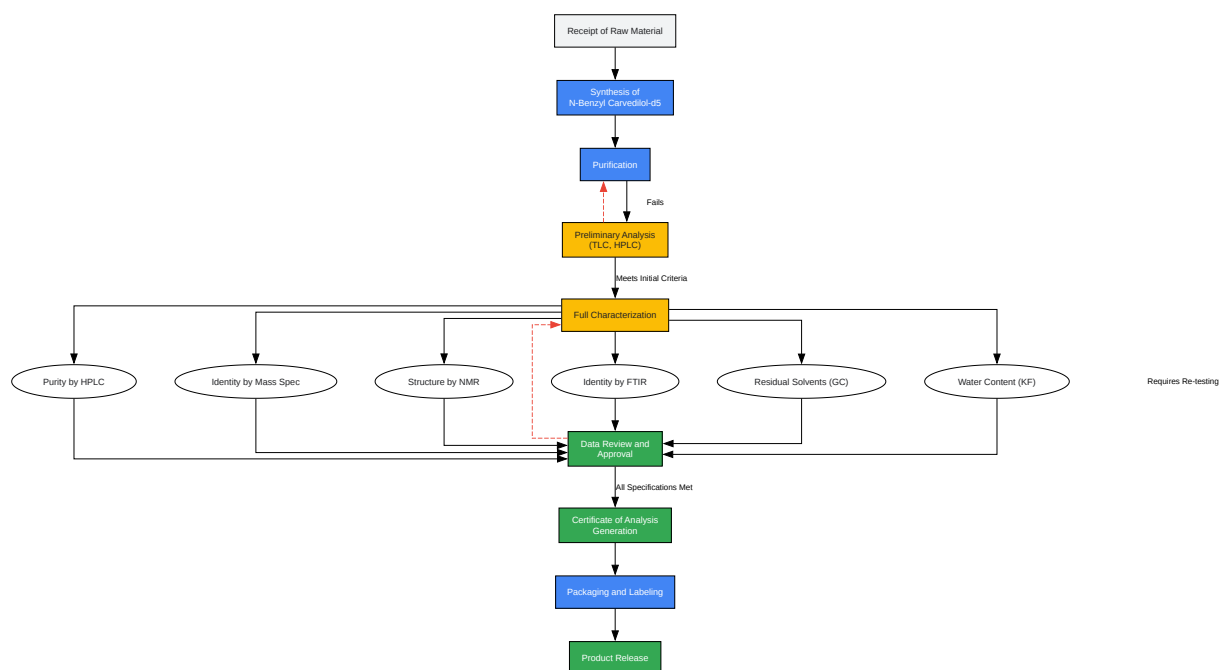 Receipt of Raw Material
Synthesis of
N-Benzyl Carvedilol-d5
Purification
Fails
Preliminary Analysis
(TLC, HPLC)
Meets Initial Criteria
Full Characterization
Purity by HPLC
Identity by Mass Spec
Structure by NMR
Identity by FTIR
Residual Solvents (GC)
Water Content (KF)
Requires Re-testing
Data Review and
Approval
All Specifications Met
Certificate of Analysis
Generation
Packaging and Labeling
Product Release